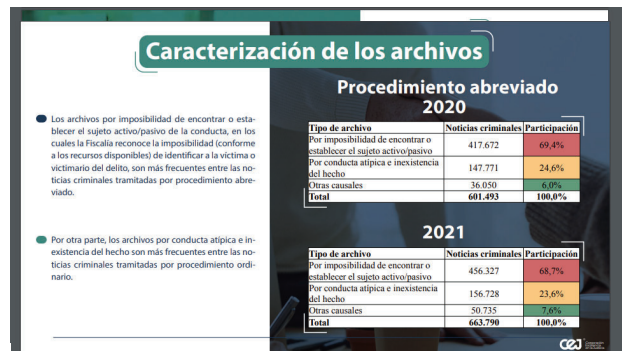 Caracterización de los archivos
Los archivos por imposibilidad de encontrar o esta-
blecer el sujeto activo/pasivo de la conducta, en los
cuales la Fiscalía reconoce la imposibilidad (conforme
a los recursos disponibles) de identificar a la víctima o
victimario del delito, son más frecuentes entre las no-
ticias criminales tramitadas por procedimiento abre-
viado.
Por otra parte, los archivos por conducta atípica e in-
existencia del hecho son más frecuentes entre las no-
ticias criminales tramitadas por procedimiento ordi-
nario.
Procedimiento abreviado
2020
Tipo de archivo Noticias criminales Participación
Por imposibilidad de encontrar o
establecer el sujeto activo/pasivo 417.672 69,4%
Por conducta atípica e inexistencia
del hecho 147.771 24,6%
Otras causales 36.050 6,0%
Total 601.493 100,0%
2021
Tipo de archivo Noticias criminales Participación
Por imposibilidad de encontrar o
establecer el sujeto activo/pasivo 456.327 68,7%
Por conducta atípica e inexistencia
del hecho 156.728 23,6%
Otras causales 50.735 7,6%
Total 663.790 100,0%
CEJ